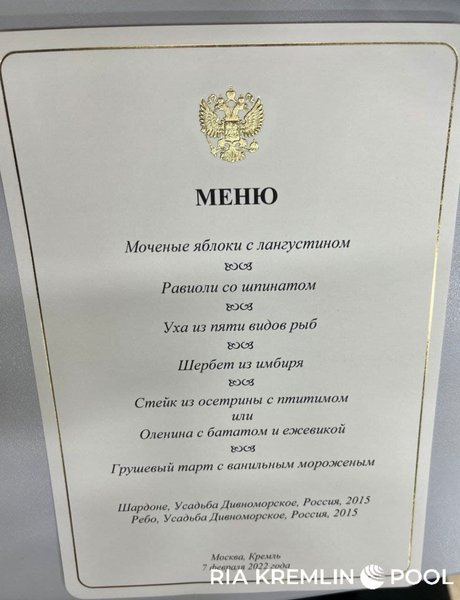 МЕНЮ
Моченые яблоки с лангустином
Равиоли со шпинатом
Уха из пяти видов рыб
Шербет из имбиря
Стейк из осетрины с птитимом
или
Оленина с бататом и ежевикой
Грушевый тарт с ванильным мороженым
Шардоне, Усадьба Дивноморское, Россия, 2015
Ребо, Усадьба Дивноморское, Россия, 2015
Москва, Кремль
7 февраля 2022 года
RIA KREMLIN POOL